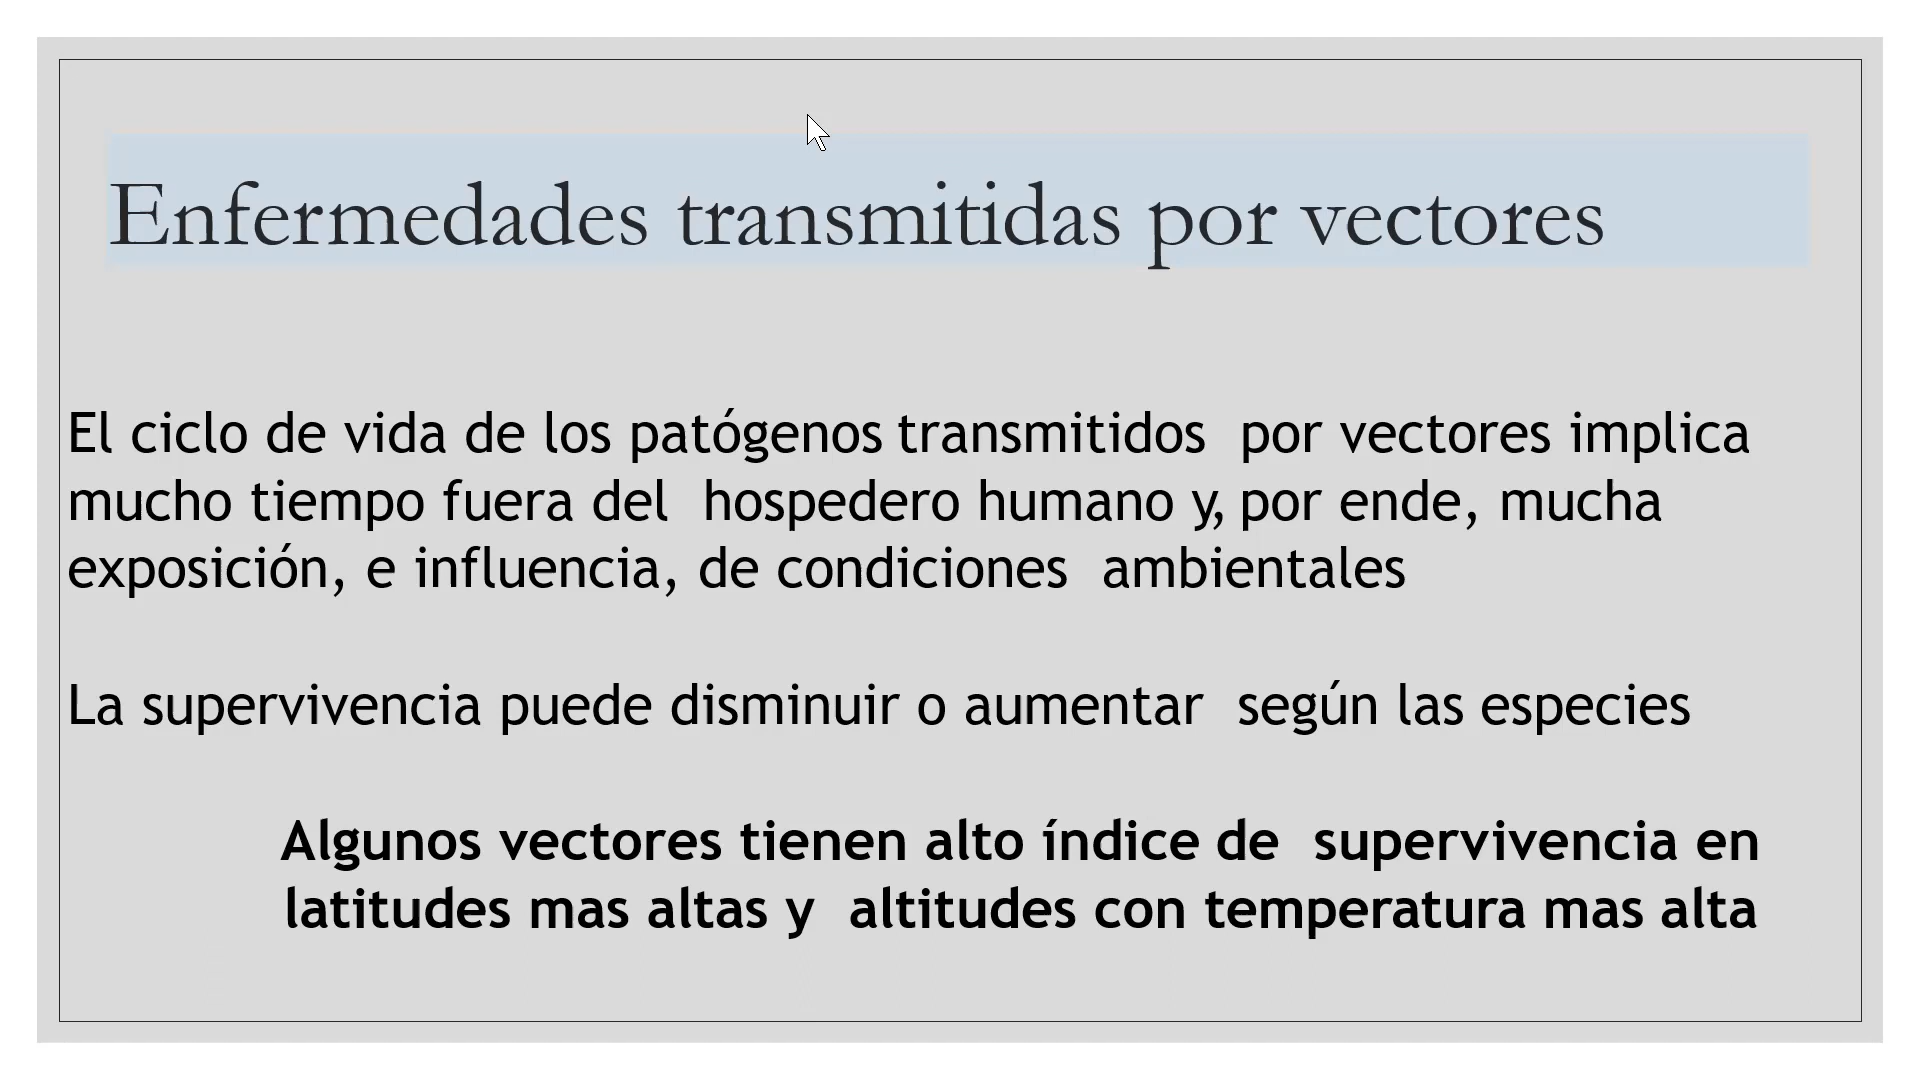 Enfermedades transmitidas por vectores
El ciclo de vida de los patógenos transmitidos por vectores implica
mucho tiempo fuera del hospedero humano y, por ende, mucha
exposición, e influencia, de condiciones ambientales
La supervivencia puede disminuir o aumentar según las especies
Algunos vectores tienen alto índice de supervivencia en
latitudes mas altas y altitudes con temperatura mas alta